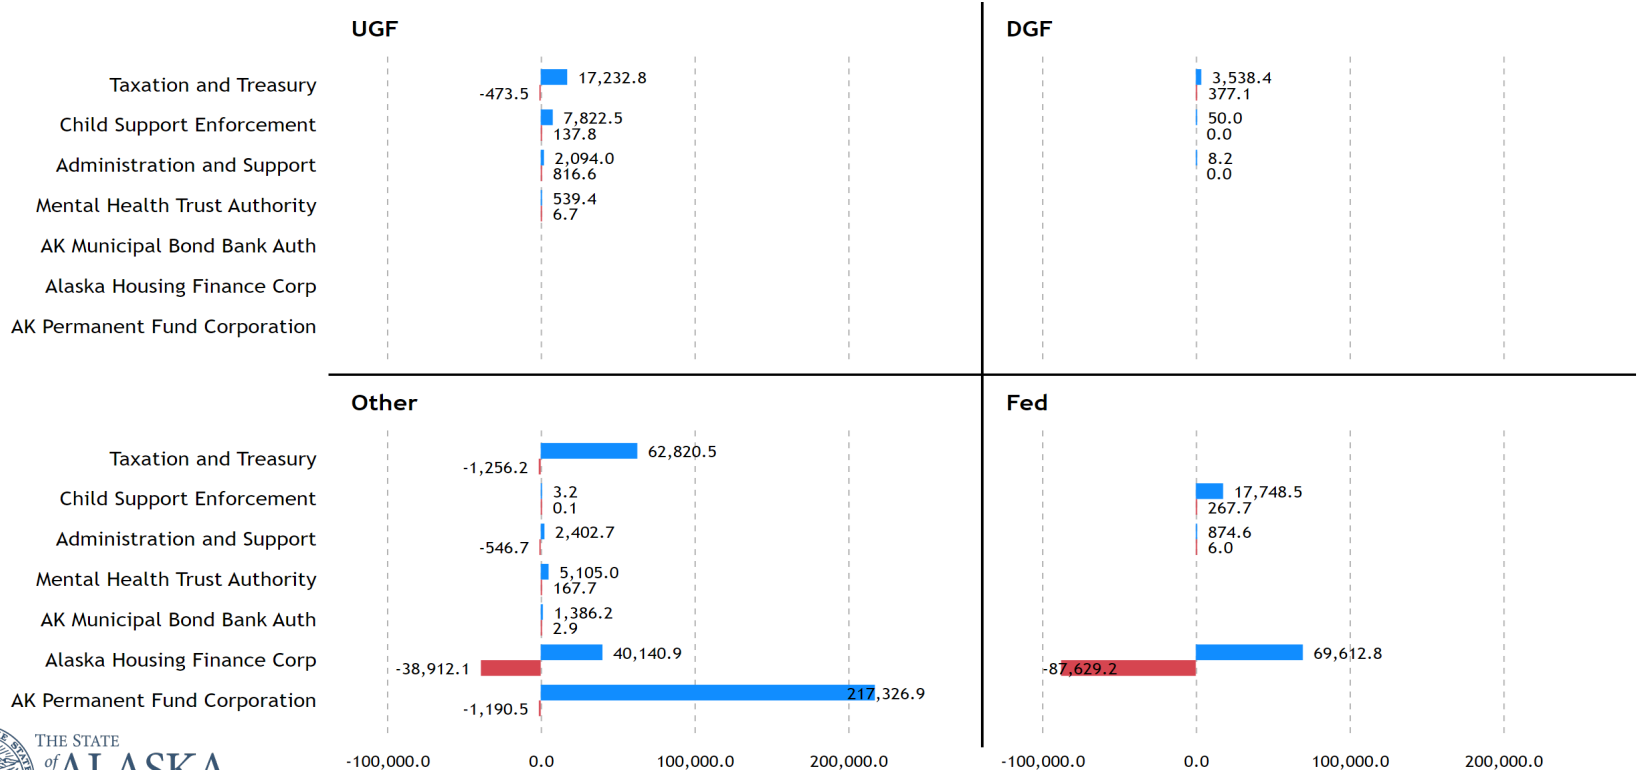 UGF
Taxation and Treasury 17,232.8
-473.5
Child Support Enforcement 7,822.5
137.8
Administration and Support 2,094.0
816.6
Mental Health Trust Authority 539.4
6.7
AK Municipal Bond Bank Auth
Alaska Housing Finance Corp
AK Permanent Fund Corporation
DGF
3,538.4
377.1
50.0
0.0
8.2
0.0
Other
Taxation and Treasury 62,820.5
-1,256.2
Child Support Enforcement 3.2
0.1
Administration and Support 2,402.7
-546.7
Mental Health Trust Authority 5,105.0
167.7
AK Municipal Bond Bank Auth 1,386.2
2.9
Alaska Housing Finance Corp 40,140.9
-38,912.1
AK Permanent Fund Corporation 217,326.9
-1,190.5
-100,000.0 0.0 100,000.0 200,000.0
Fed
17,748.5
267.7
874.6
6.0
69,612.8
-87,629.2
-100,000.0 0.0 100,000.0 200,000.0
THE STATE
of ALASKA